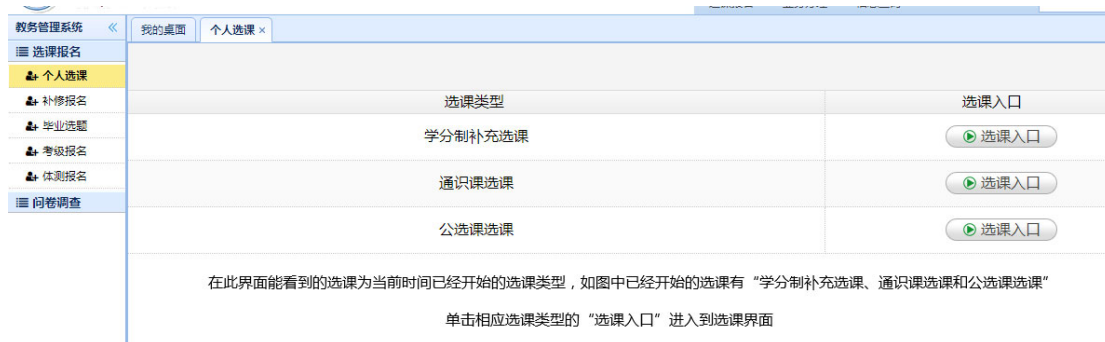 教务管理系统
我的桌面
个人选课
选课报名
个人选课
补修报名
毕业选题
考级报名
体测报名
问卷调查
选课类型 选课入口
学分制补充选课 选课入口
通识课选课 选课入口
公选课选课 选课入口
在此界面能看到的选课为当前时间已经开始的选课类型，如图中已经开始的选课有“学分制补充选课、通识课选课和公选课选课”
单击相应选课类型的“选课入口”进入到选课界面